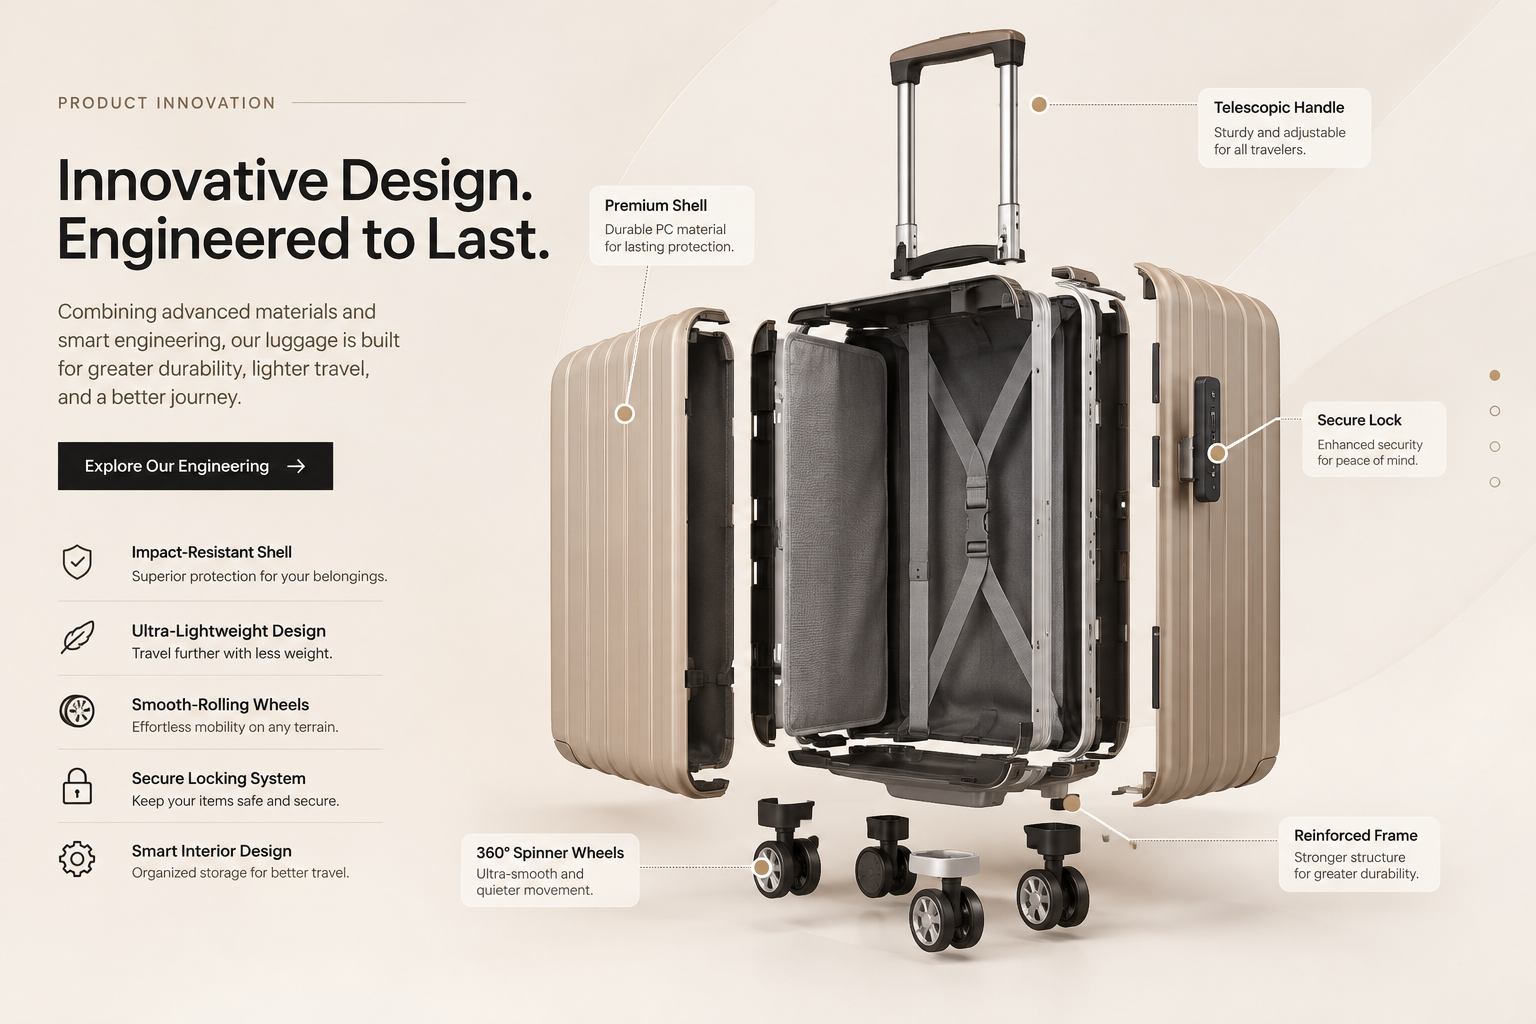 PRODUCT INNOVATION
Innovative Design.
Engineered to Last.
Combining advanced materials and
smart engineering, our luggage is built
for greater durability, lighter travel,
and a better journey.
Explore Our Engineering
Impact-Resistant Shell
Superior protection for your belongings.
Ultra-Lightweight Design
Travel further with less weight.
Smooth-Rolling Wheels
Effortless mobility on any terrain.
Secure Locking System
Keep your items safe and secure.
Smart Interior Design
Organized storage for better travel.
Premium Shell
Durable PC material
for lasting protection.
Telescopic Handle
Sturdy and adjustable
for all travelers.
Secure Lock
Enhanced security
for peace of mind.
360° Spinner Wheels
Ultra-smooth and
quieter movement.
Reinforced Frame
Stronger structure
for greater durability.